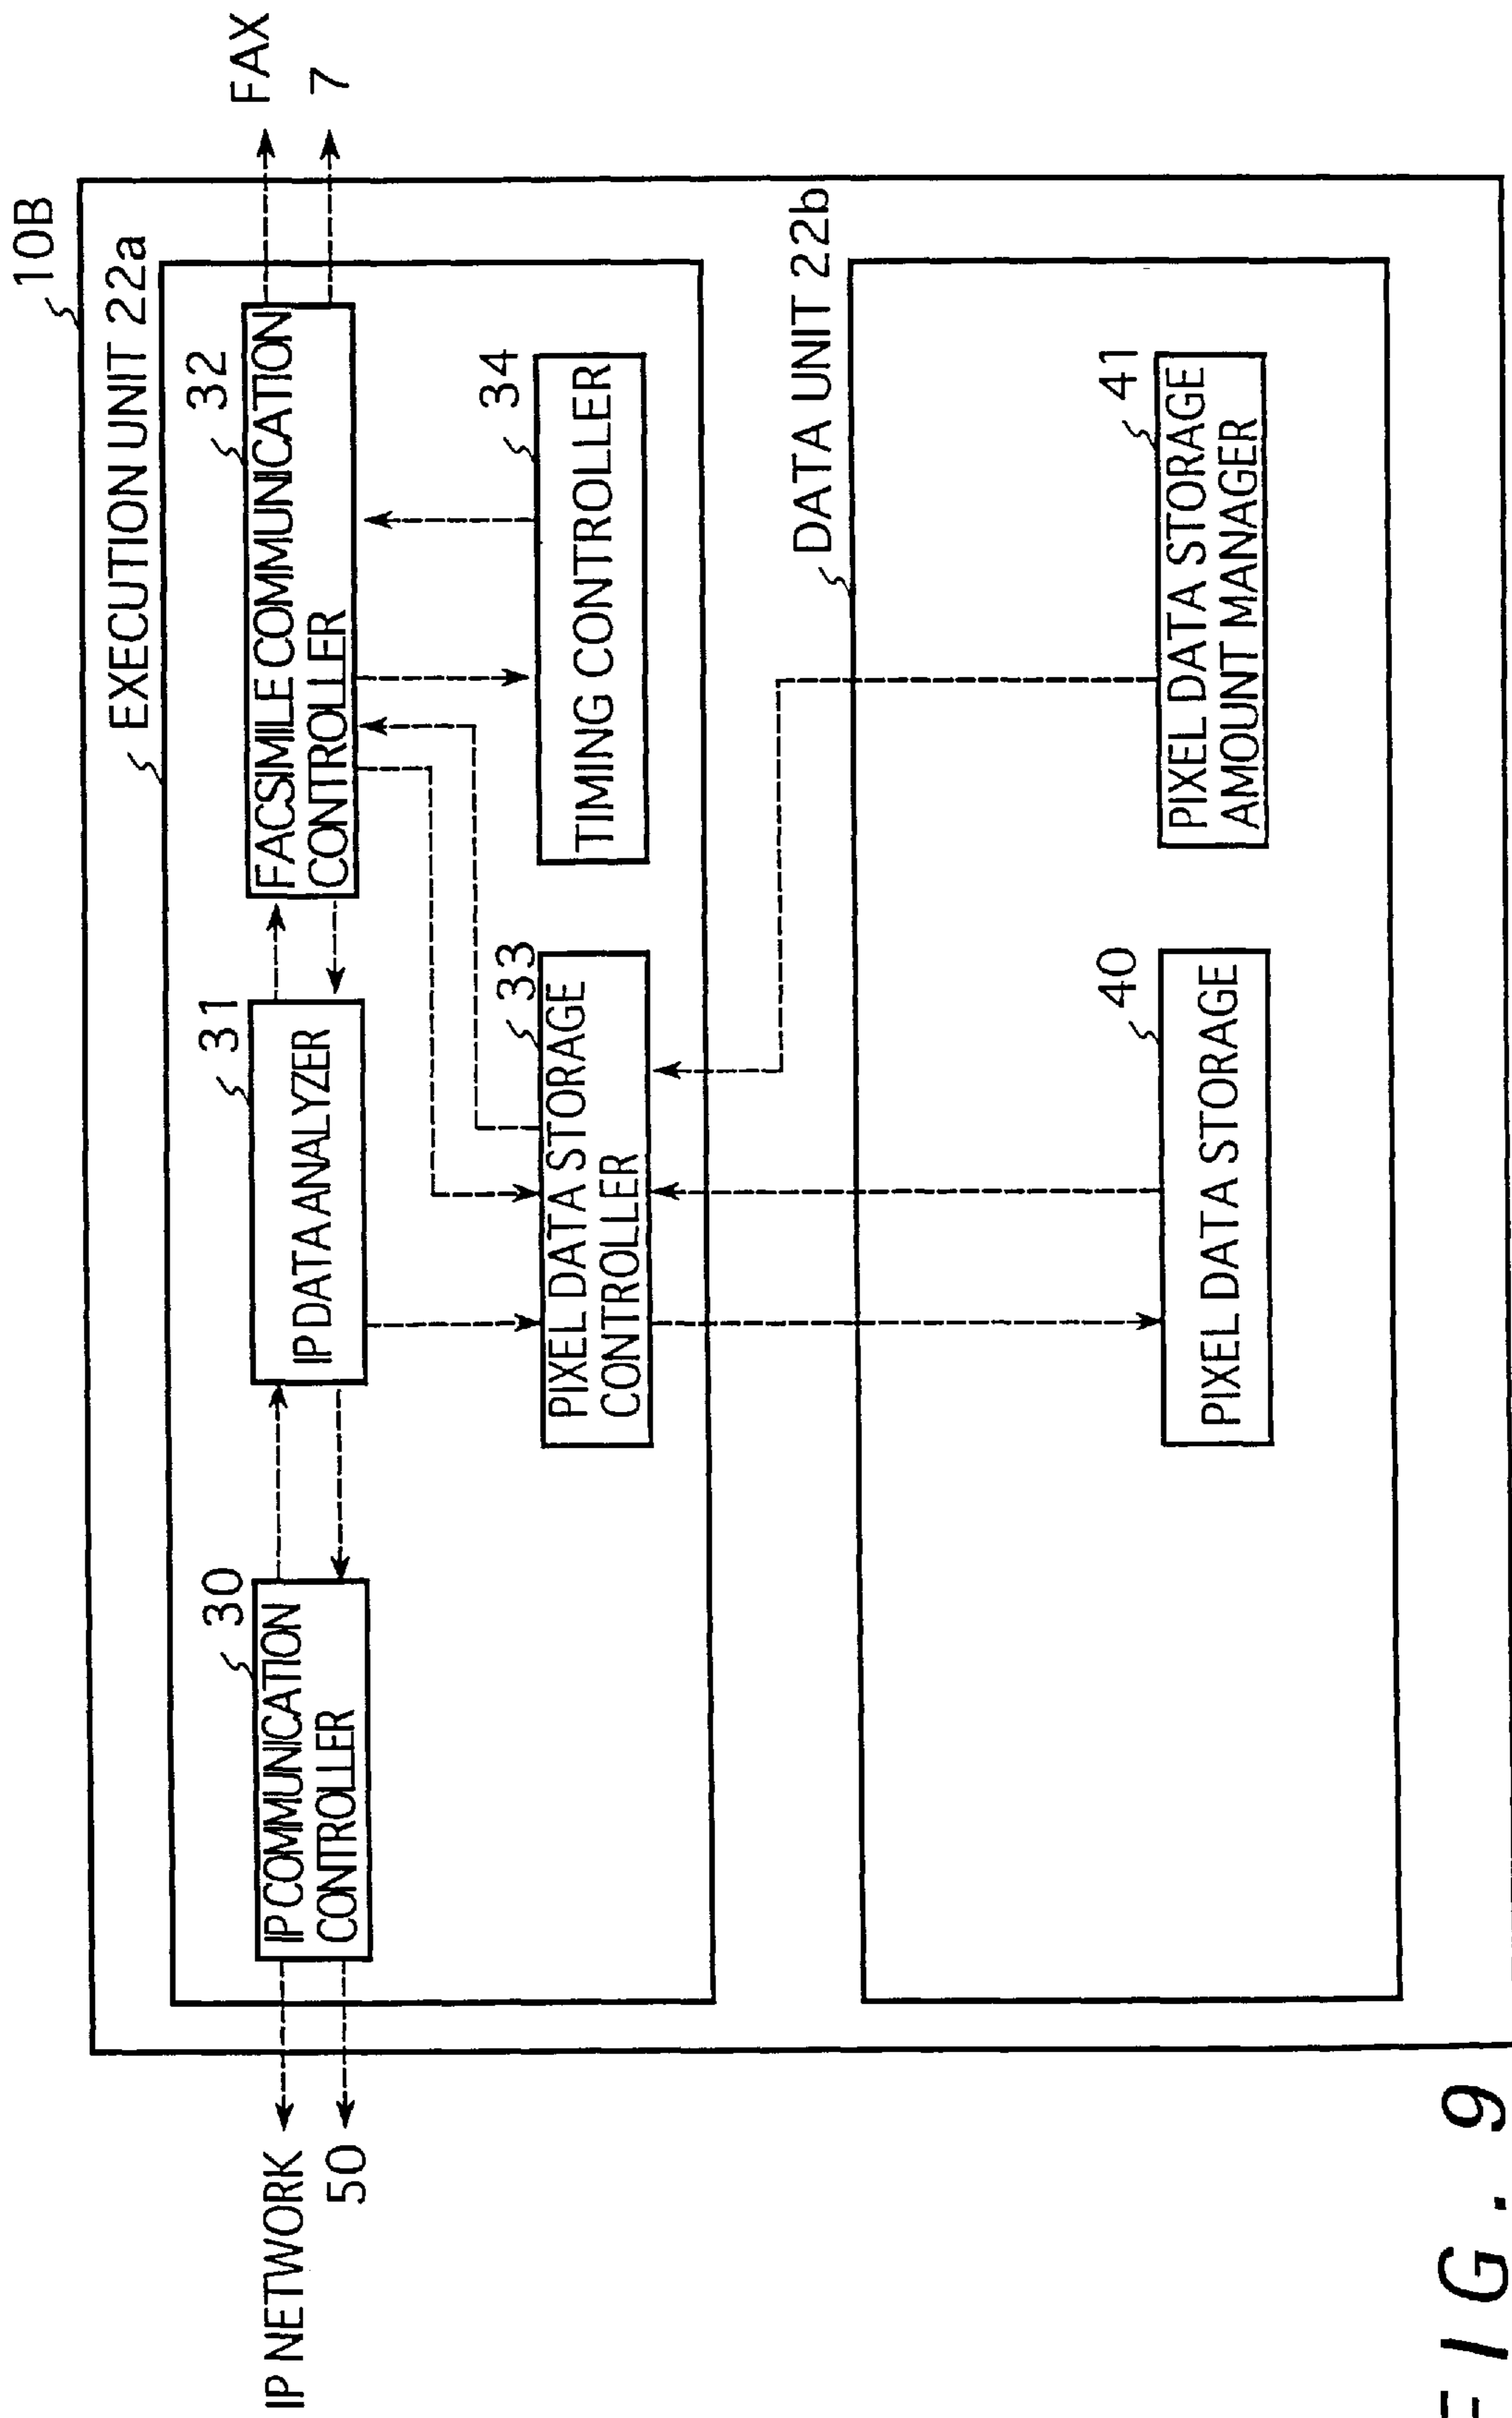 10B
EXECUTION UNIT 22a
IP NETWORK
50
30
IP COMMUNICATION
CONTROLLER
31
IP DATA ANALYZER
32
FACSIMILE COMMUNICATION
CONTROLLER
FAX
7
33
PIXEL DATA STORAGE
CONTROLLER
34
TIMING CONTROLLER
DATA UNIT 22b
40
PIXEL DATA STORAGE
41
PIXEL DATA STORAGE
AMOUNT MANAGER
FIG. 9